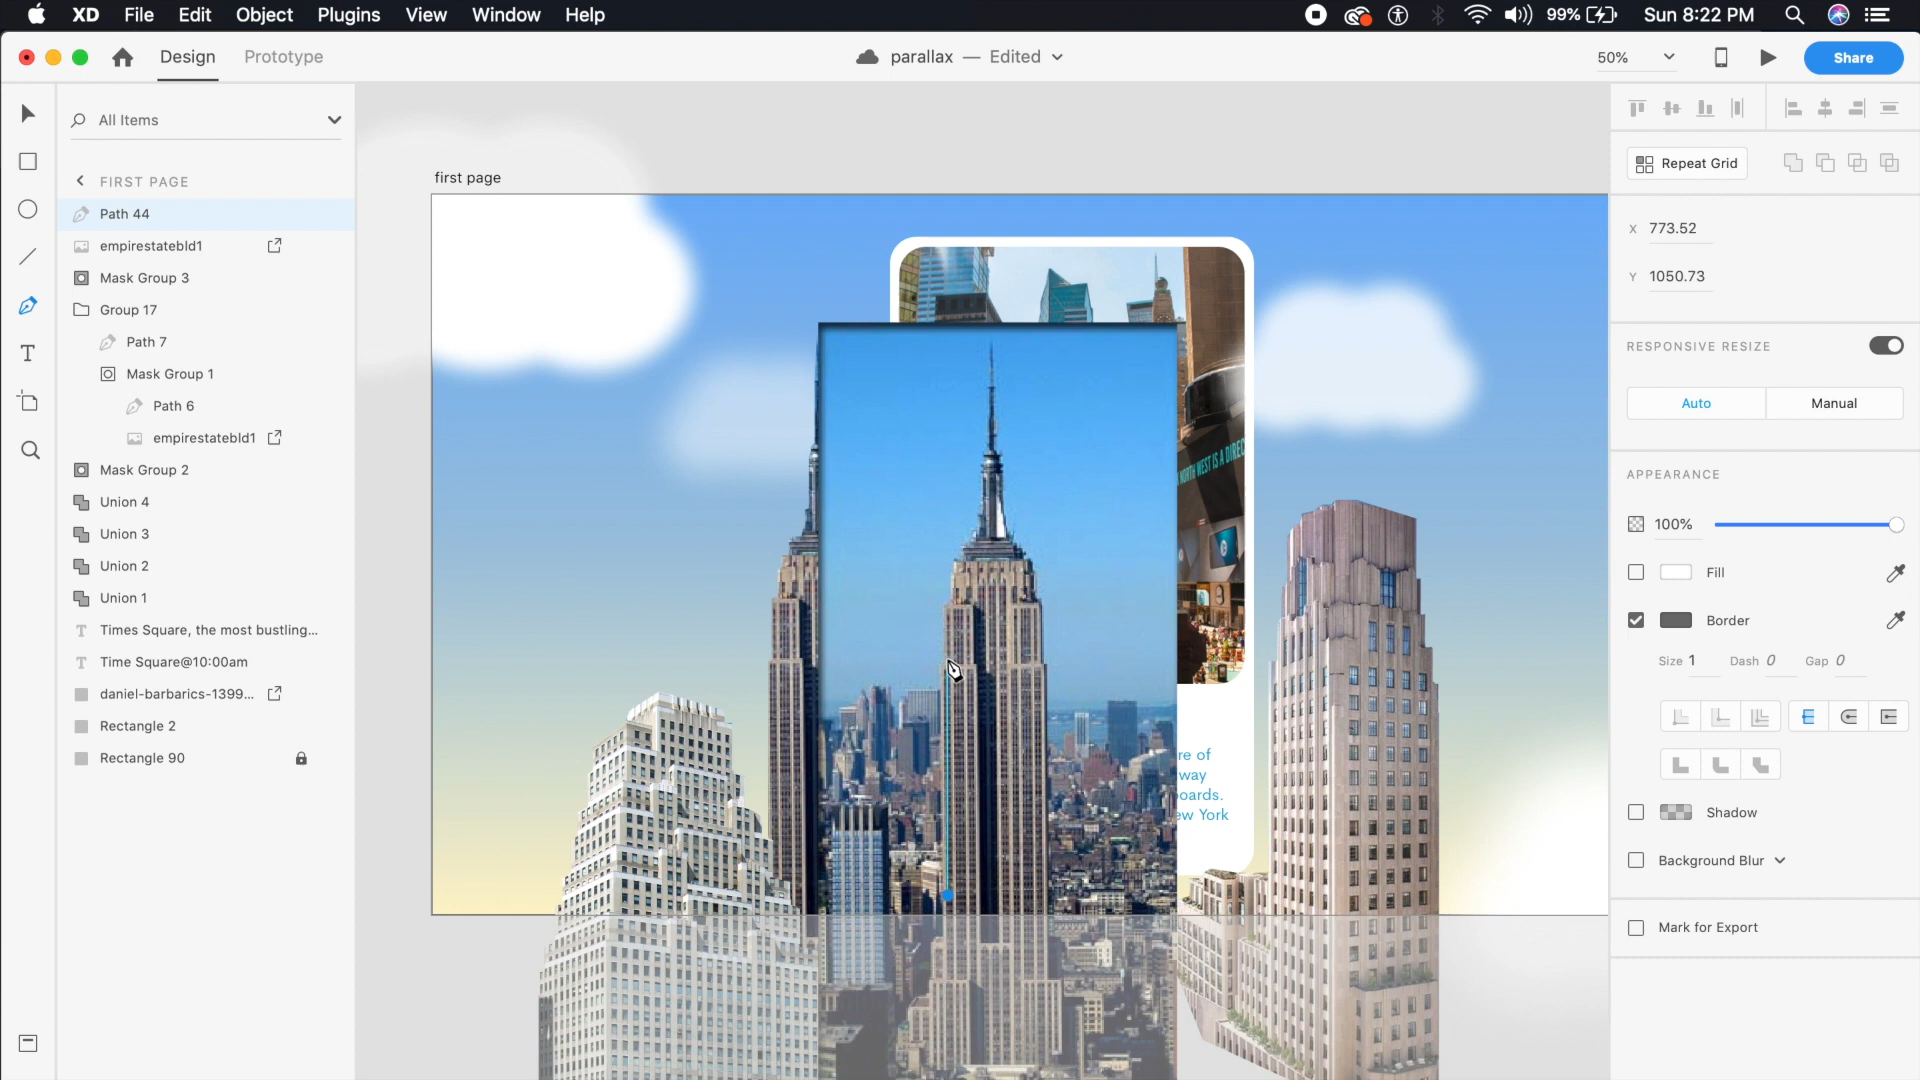 XD File Edit Object Plugins View Window Help 99% Sun 8:22 PM
Design Prototype parallax — Edited 50% Share
All Items
FIRST PAGE
Path 44
empirestatebld1
Mask Group 3
Group 17
Path 7
Mask Group 1
Path 6
empirestatebld1
Mask Group 2
Union 4
Union 3
Union 2
Union 1
Times Square, the most bustling...
Time Square@10:00am
daniel-barbarics-1399...
Rectangle 2
Rectangle 90
first page
NORTH WEST IS A DIREC
re of
way
oards.
ew York
Repeat Grid
X 773.52
Y 1050.73
RESPONSIVE RESIZE
Auto Manual
APPEARANCE
100%
Fill
Border
Size 1 Dash 0 Gap 0
Shadow
Background Blur
Mark for Export